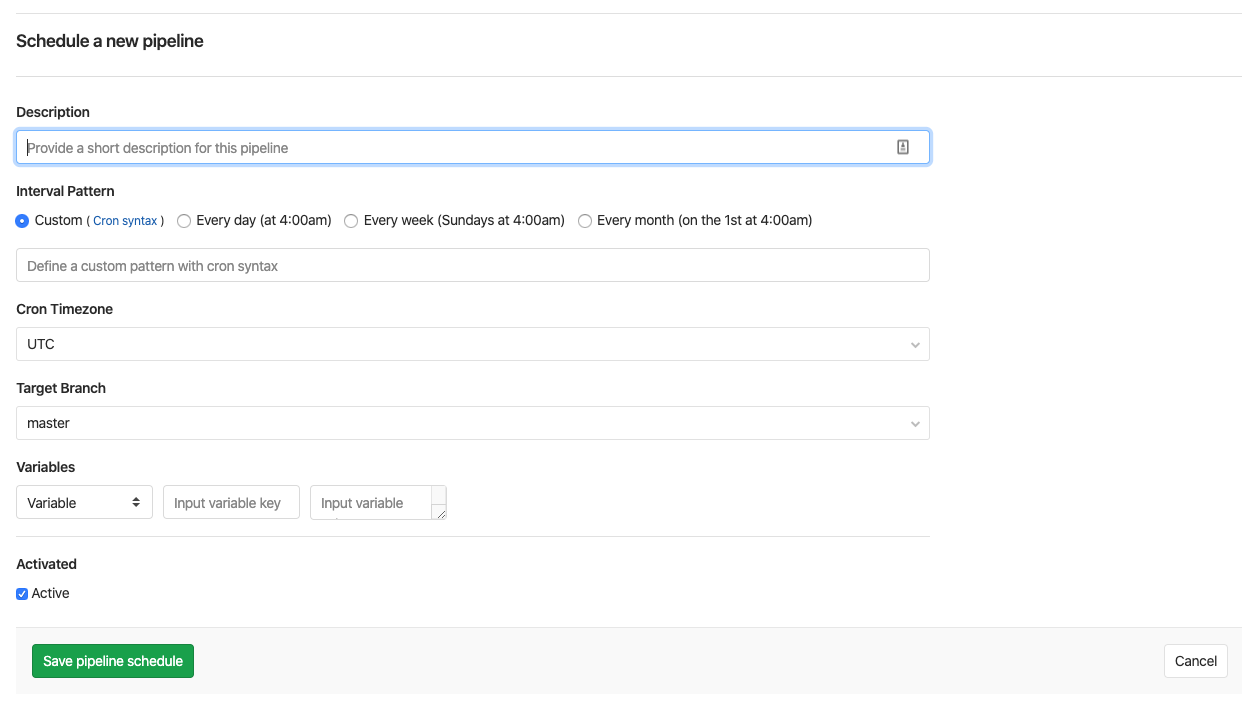 Schedule a new pipeline
Description
Provide a short description for this pipeline
Interval Pattern
Custom ( Cron syntax ) Every day (at 4:00am) Every week (Sundays at 4:00am) Every month (on the 1st at 4:00am)
Define a custom pattern with cron syntax
Cron Timezone
UTC
Target Branch
master
Variables
Variable Input variable key Input variable
Activated
Active
Save pipeline schedule Cancel